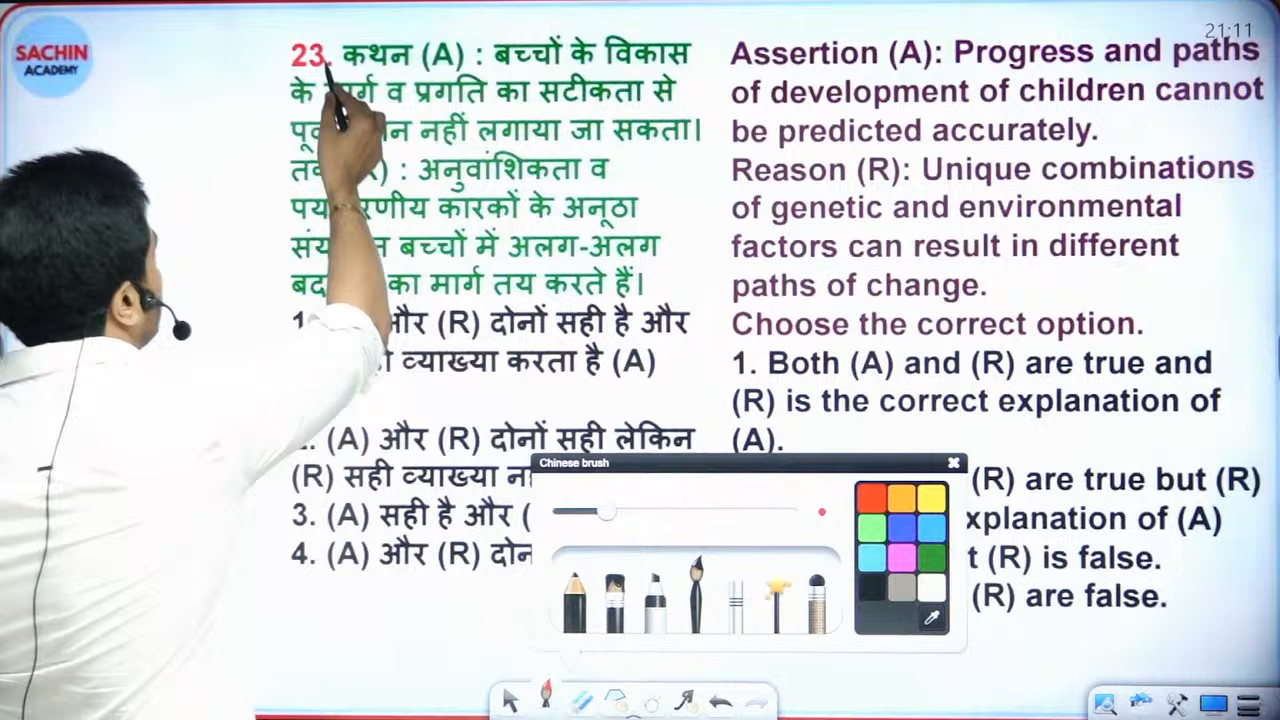 SACHIN
ACADEMY
21:11
23. कथन (A) : बच्चों के विकास
के व प्रगति का सटीकता से
नहीं लगाया जा सकता।
: अनुवांशिकता व
कारकों के अनूठा
बच्चों में अलग-अलग
का मार्ग तय करते हैं।
और (R) दोनों सही है और
व्याख्या करता है (A)
(A) और (R) दोनों सही लेकिन
(R) सही व्याख्या
3. (A) सही है और (
4. (A) और (R)
Assertion (A): Progress and paths
of development of children cannot
be predicted accurately.
Reason (R): Unique combinations
of genetic and environmental
factors can result in different
paths of change.
Choose the correct option.
1. Both (A) and (R) are true and
(R) is the correct explanation of
(A).
(R) are true but (R)
xplanation of (A)
t (R) is false.
(R) are false.
Chinese brush